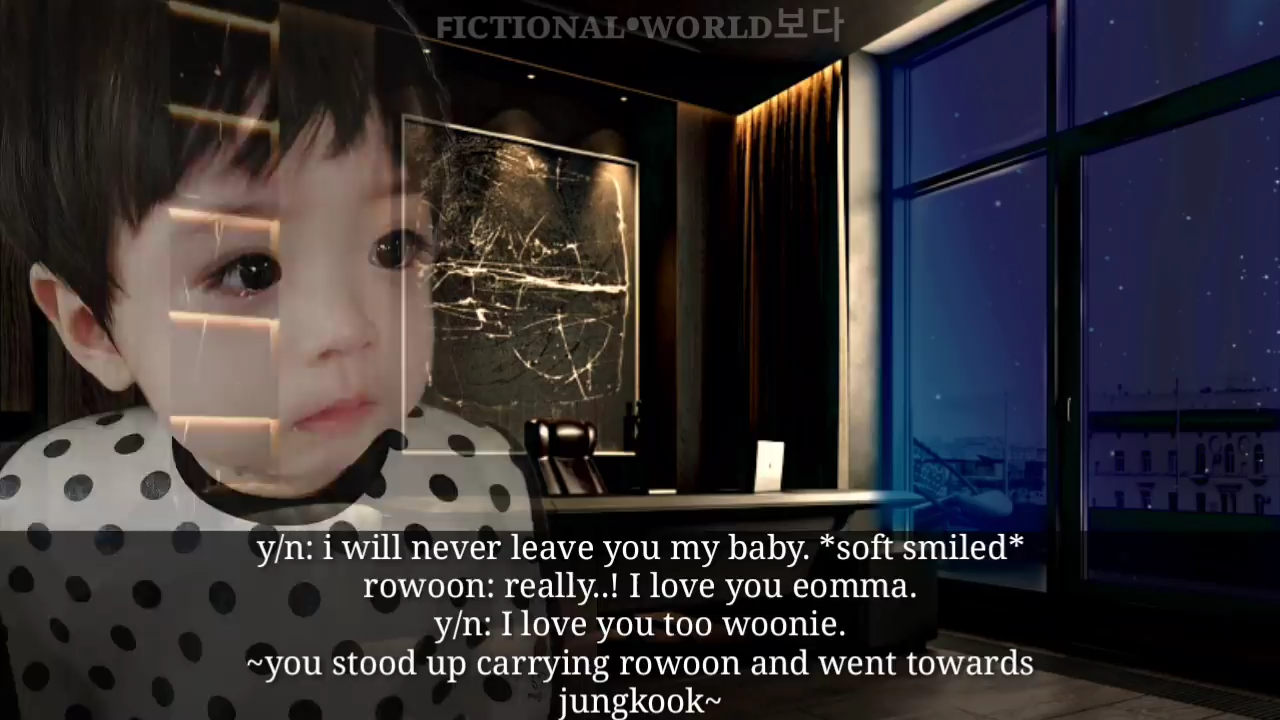 FICTIONAL•WORLD보다
y/n: i will never leave you my baby. *soft smiled*
rowoon: really..! I love you eomma.
y/n: I love you too woonie.
~you stood up carrying rowoon and went towards
jungkook~